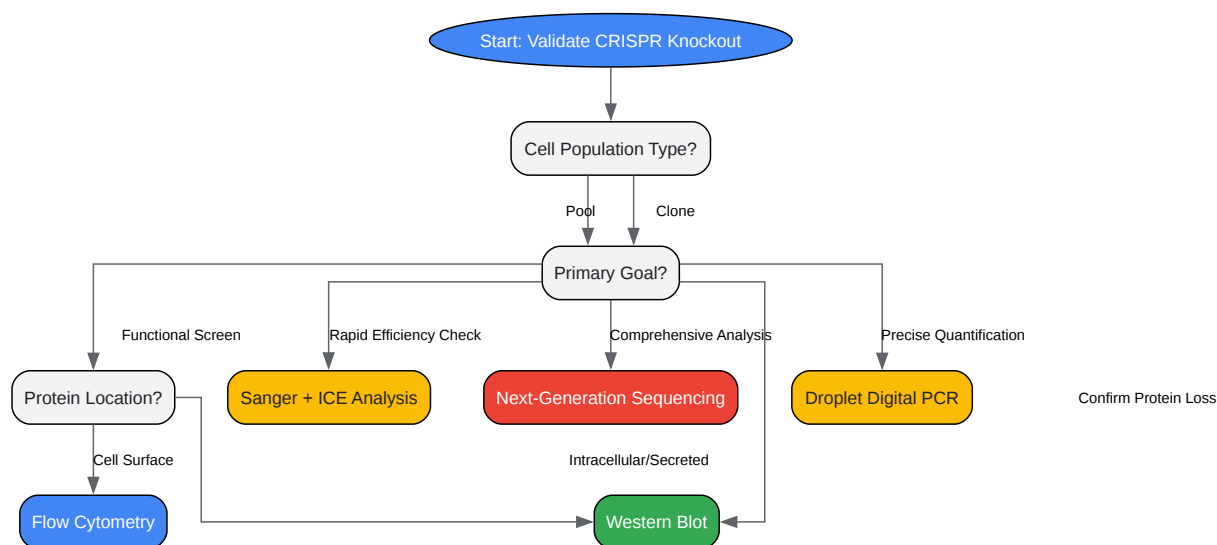 Start: Validate CRISPR Knockout
Cell Population Type?
Pool
Clone
Primary Goal?
Functional Screen
Rapid Efficiency Check
Comprehensive Analysis
Precise Quantification
Protein Location?
Sanger + ICE Analysis
Next-Generation Sequencing
Droplet Digital PCR
Confirm Protein Loss
Cell Surface
Intracellular/Secreted
Flow Cytometry
Western Blot